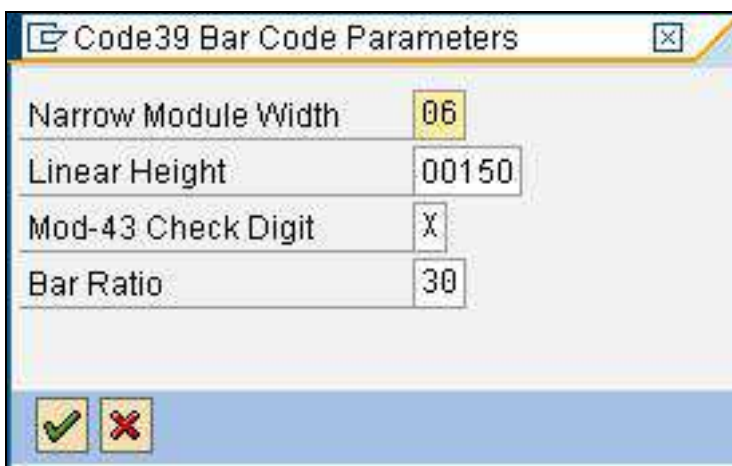 Code39 Bar Code Parameters
Narrow Module Width 06
Linear Height 00150
Mod-43 Check Digit X
Bar Ratio 30